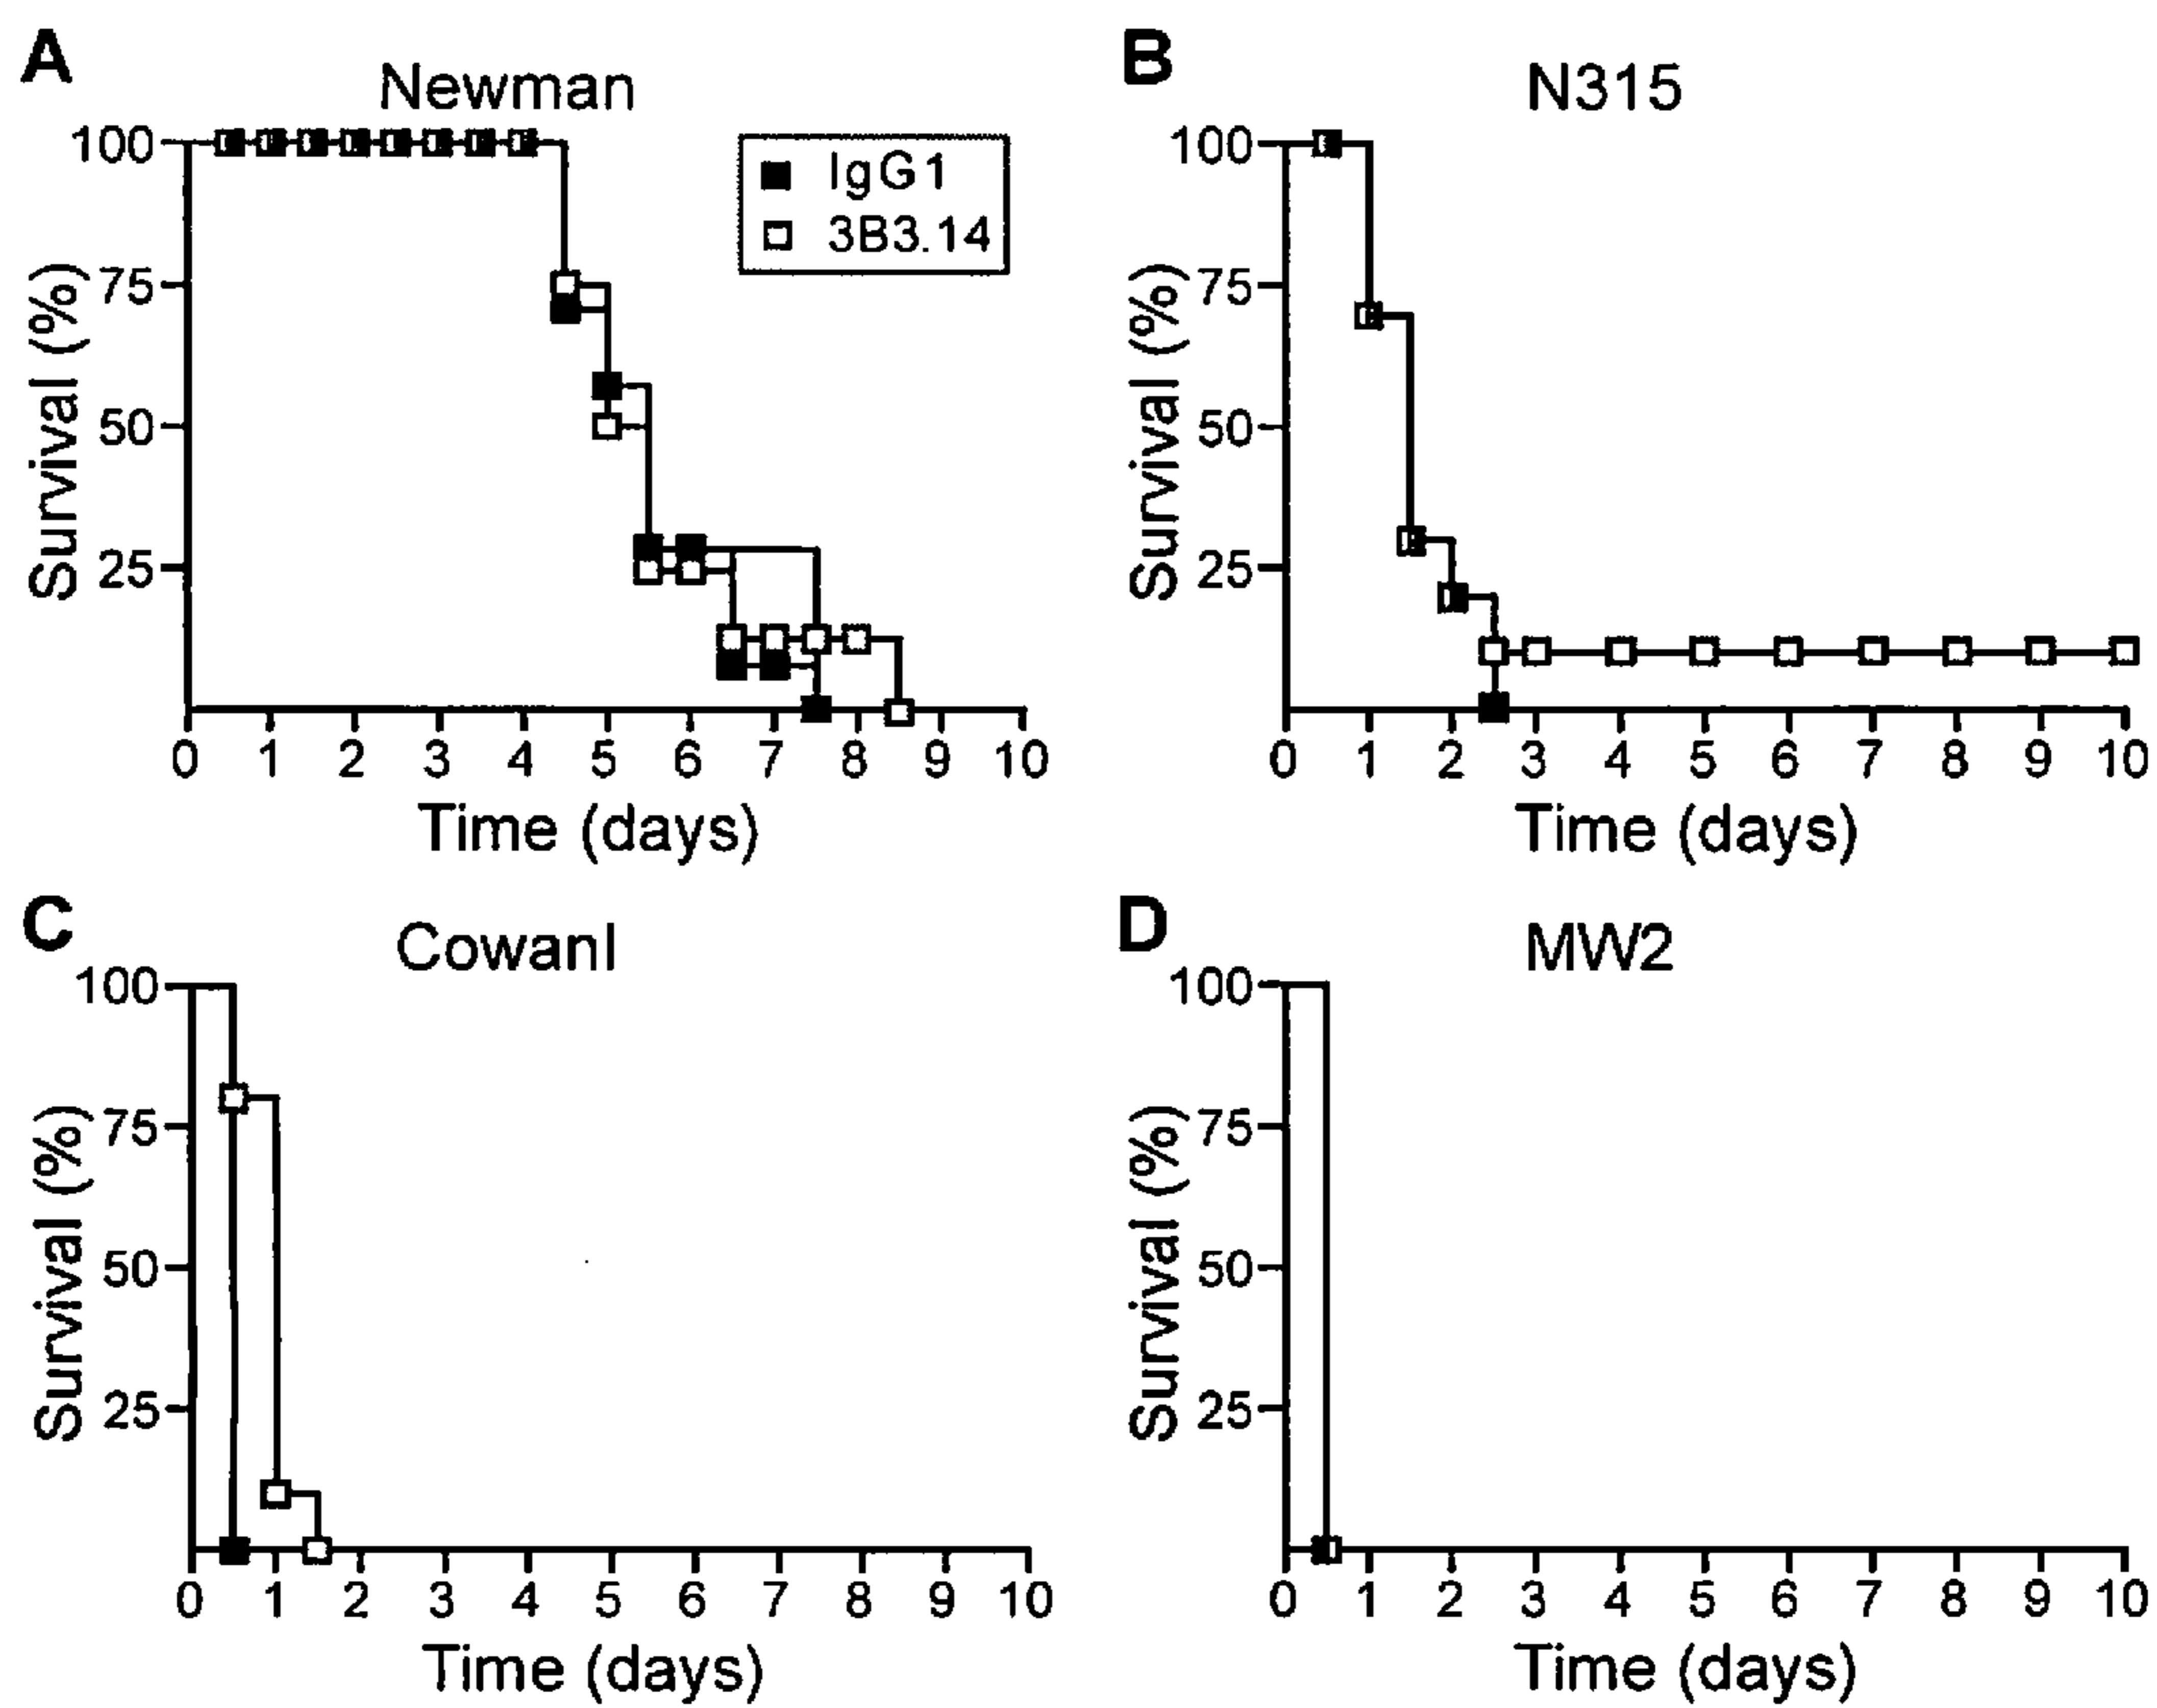 A
Newman
100
75
50
25
Survival (%)
IgG1
3B3.14
0 1 2 3 4 5 6 7 8 9 10
Time (days)
B
N315
100
75
50
25
Survival (%)
0 1 2 3 4 5 6 7 8 9 10
Time (days)
C
CowanI
100
75
50
25
Survival (%)
0 1 2 3 4 5 6 7 8 9 10
Time (days)
D
MW2
100
75
50
25
Survival (%)
0 1 2 3 4 5 6 7 8 9 10
Time (days)